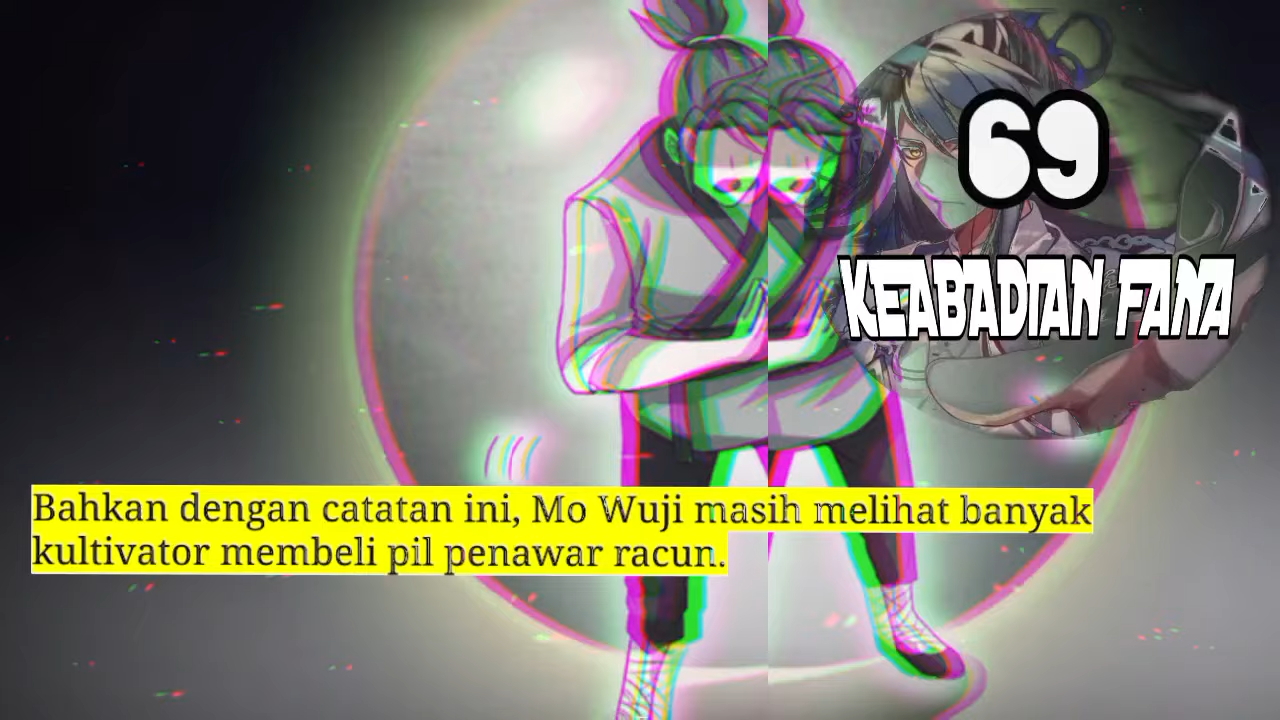 69
KEABADIAN FANA
Bahkan dengan catatan ini, Mo Wuji masih melihat banyak
kultivator membeli pil penawar racun.